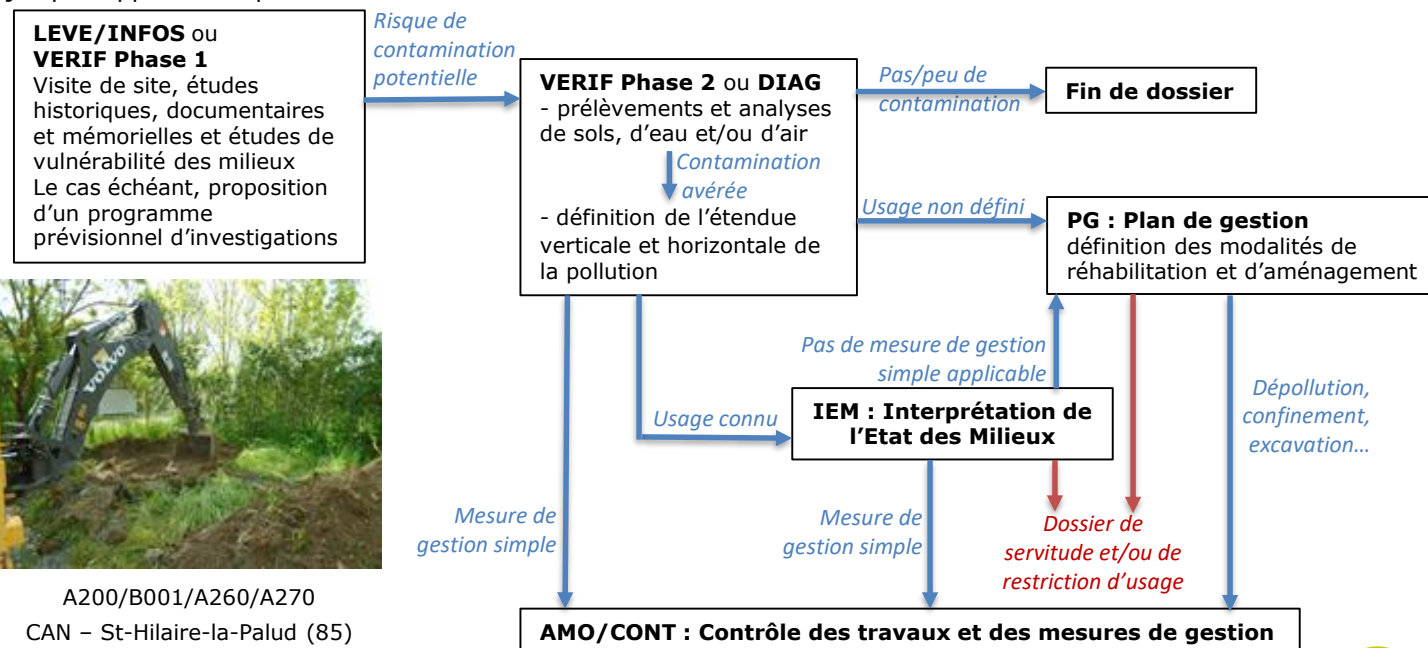 LEVE/INFOS ou
VERIF Phase 1
Visite de site, études
historiques, documentaires
et mémorielles et études de
vulnérabilité des milieux
Le cas échéant, proposition
d'un programme
prévisionnel d'investigations
Risque de
contamination
potentielle
VERIF Phase 2 ou DIAG
- prélèvements et analyses
de sols, d'eau et/ou d'air
Contamination
avérée
- définition de l'étendue
verticale et horizontale de
la pollution
Pas/peu de
contamination
Fin de dossier
Usage non défini
PG : Plan de gestion
définition des modalités de
réhabilitation et d'aménagement
Pas de mesure de gestion
simple applicable
Usage connu
IEM : Interprétation de
l'Etat des Milieux
Dépollution,
confinement,
excavation…
Mesure de
gestion simple
Mesure de
gestion simple
Dossier de
servitude et/ou de
restriction d'usage
VOLVO
A200/B001/A260/A270
CAN – St-Hilaire-la-Palud (85)
AMO/CONT : Contrôle des travaux et des mesures de gestion